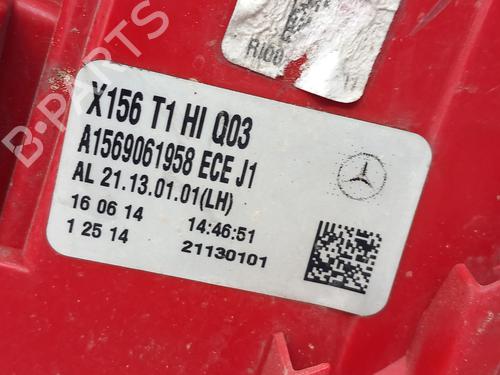 RI00
X156 T1 HI Q03
A1569061958 ECE J1
AL 21.13.01.01(LH)
16 06 14 14:46:51
1 25 14 21130101